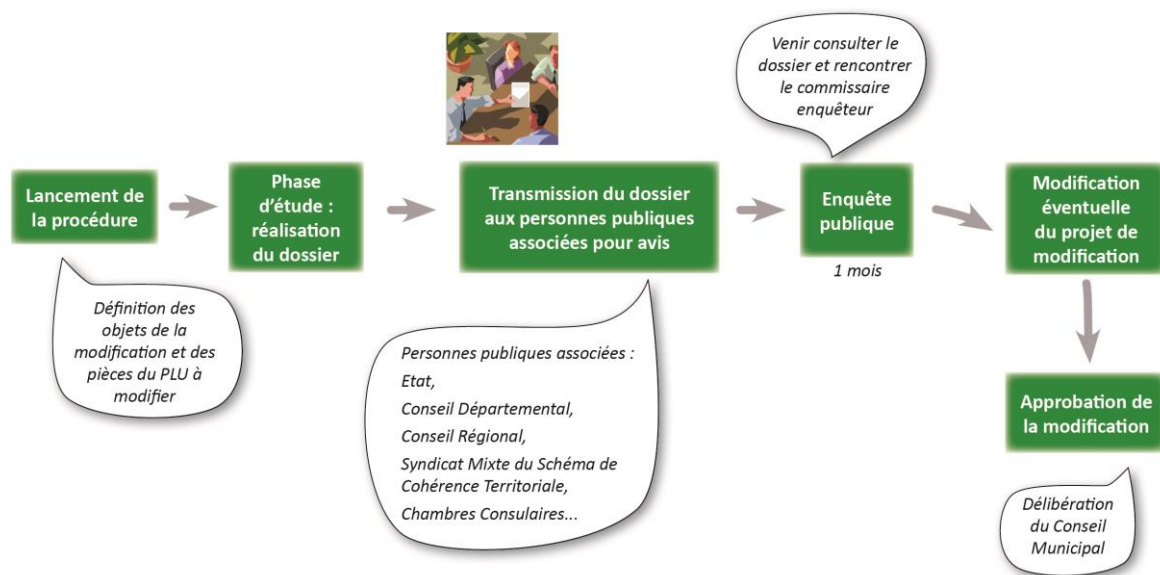 Lancement de
la procédure
Phase
d’étude :
réalisation
du dossier
Transmission du dossier
aux personnes publiques
associées pour avis
Venir consulter le
dossier et rencontrer
le commissaire
enquêteur
Enquête
publique
1 mois
Modification
éventuelle
du projet de
modification
Définition des
objets de la
modification et des
pièces du PLU à
modifier
Personnes publiques associées :
Etat,
Conseil Départemental,
Conseil Régional,
Syndicat Mixte du Schéma de
Cohérence Territoriale,
Chambres Consulaires...
Approbation de
la modification
Délibération
du Conseil
Municipal